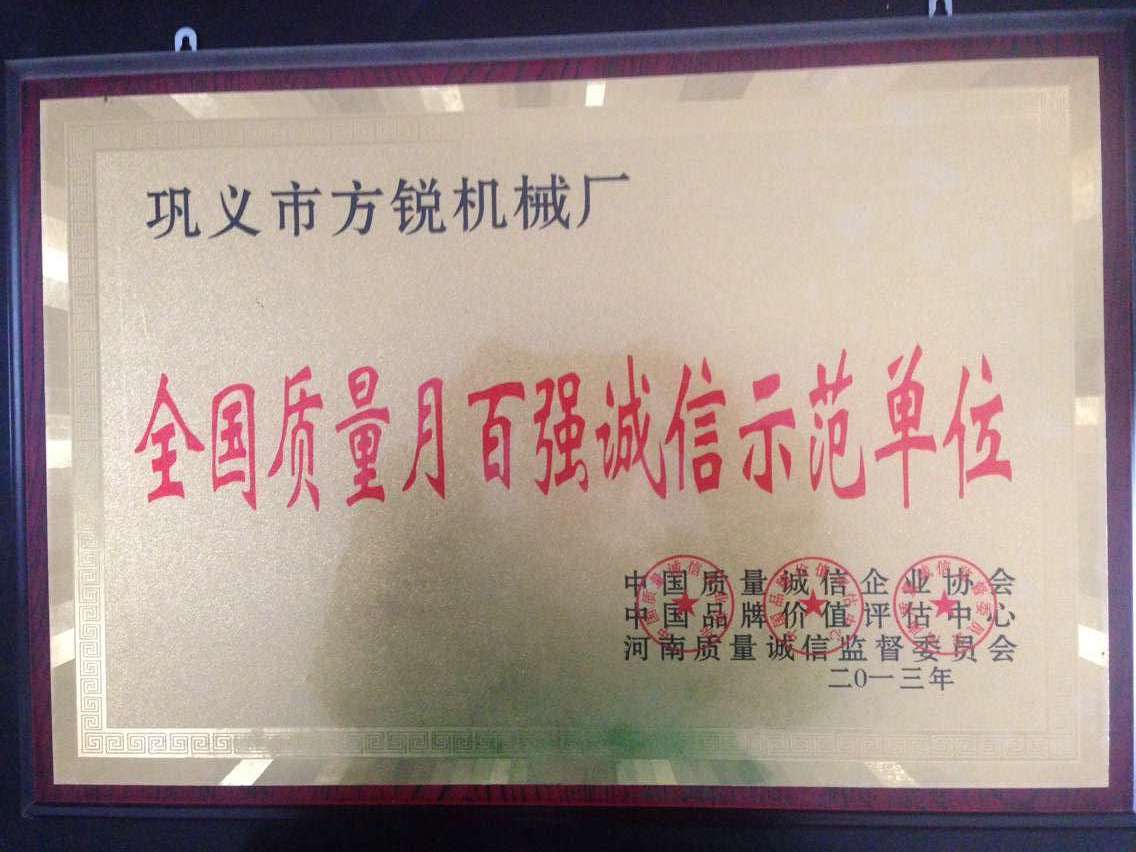 巩义市方锐机械厂
全国质量月百强诚信示范单位
中国质量诚信企业协会
中国品牌价值评估中心
河南质量诚信监督委员会
二0一三年